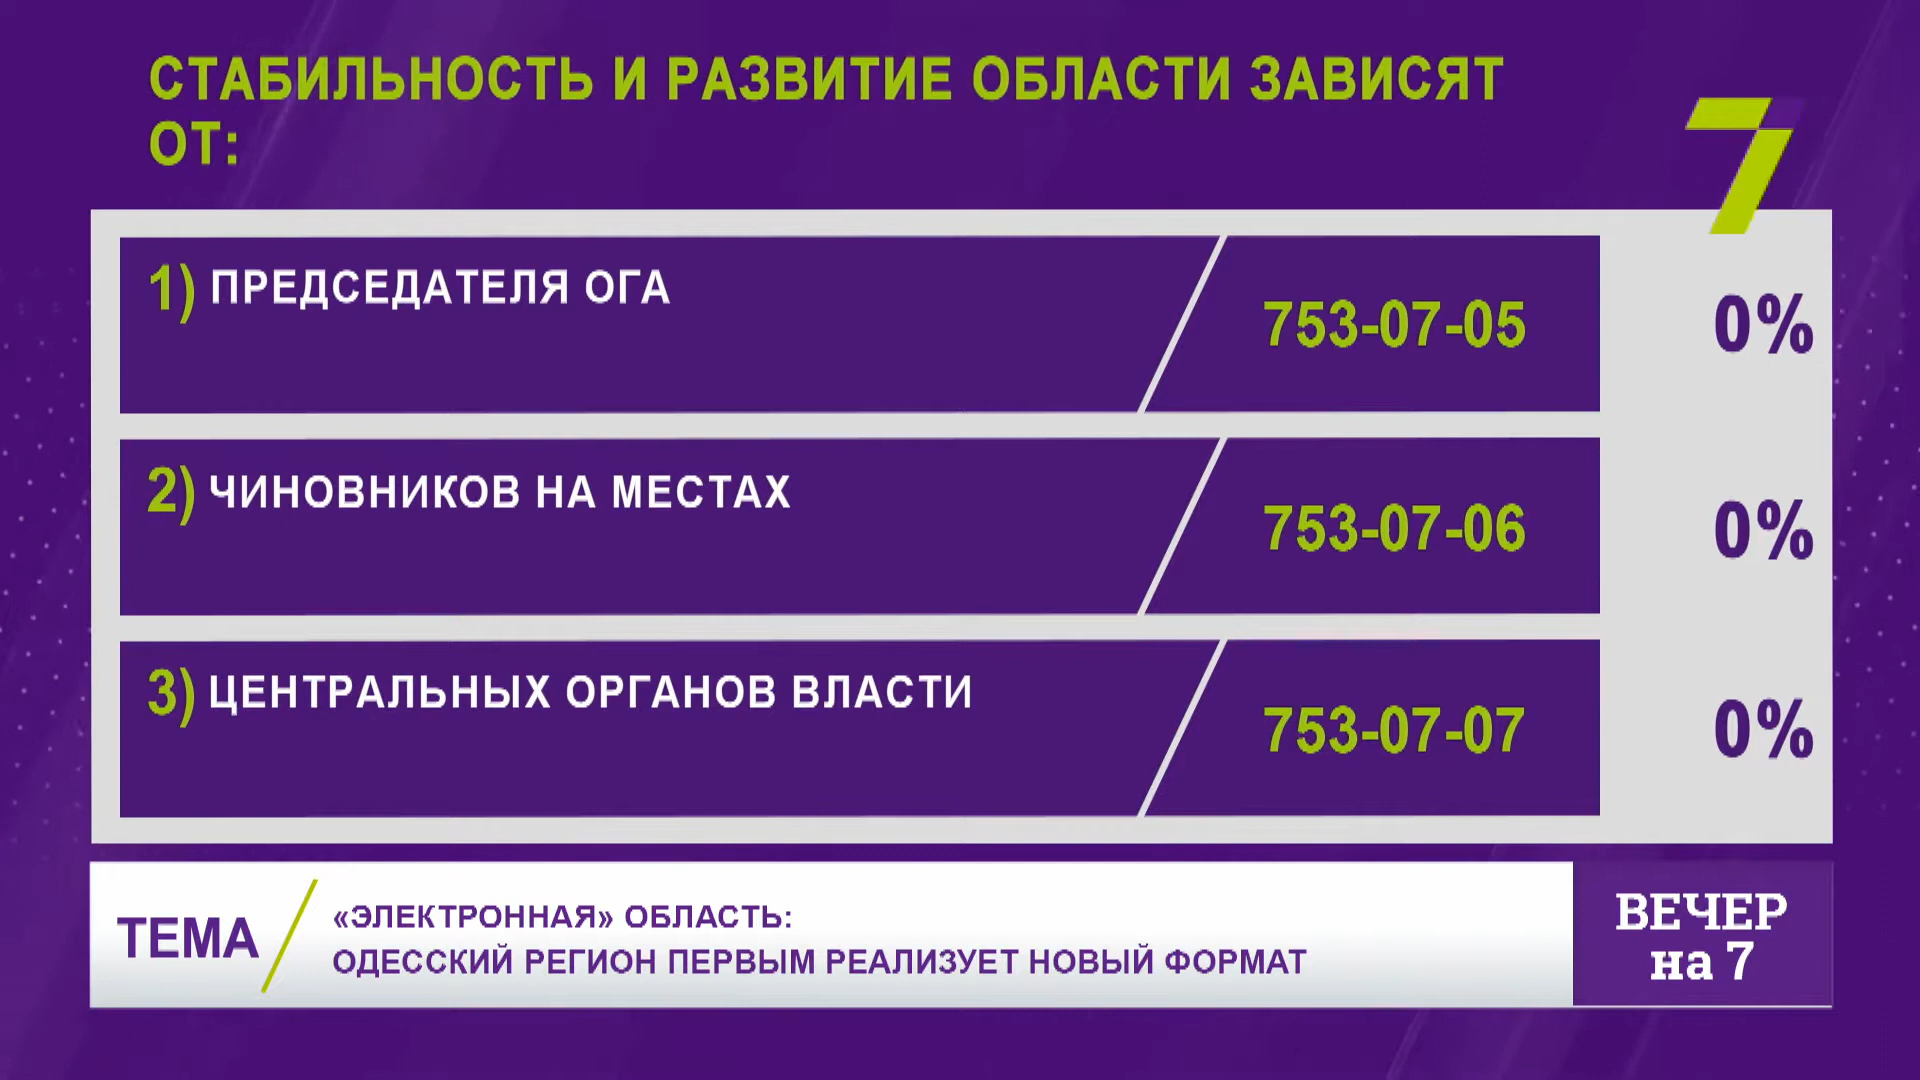 СТАБИЛЬНОСТЬ И РАЗВИТИЕ ОБЛАСТИ ЗАВИСЯТ
ОТ:
7
1) ПРЕДСЕДАТЕЛЯ ОГА
753-07-05
0%
2) ЧИНОВНИКОВ НА МЕСТАХ
753-07-06
0%
3) ЦЕНТРАЛЬНЫХ ОРГАНОВ ВЛАСТИ
753-07-07
0%
ТЕМА
«ЭЛЕКТРОННАЯ» ОБЛАСТЬ:
ОДЕССКИЙ РЕГИОН ПЕРВЫМ РЕАЛИЗУЕТ НОВЫЙ ФОРМАТ
ВЕЧЕР
на 7